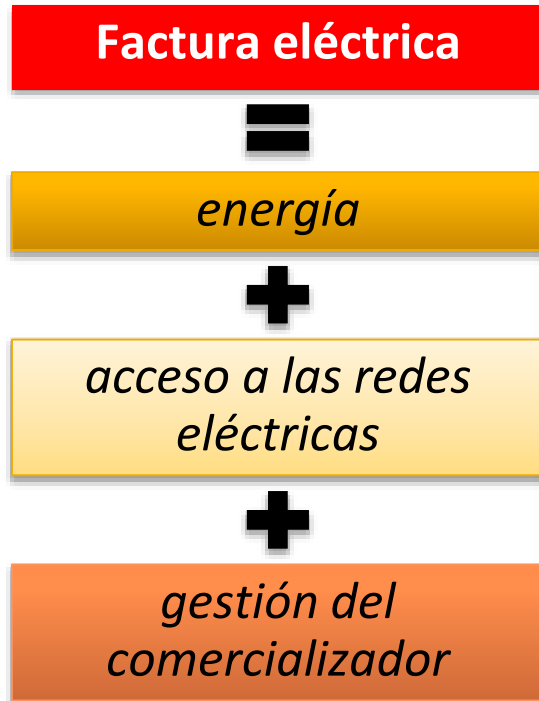 Factura eléctrica
=
energía
+
acceso a las redes
eléctricas
+
gestión del
comercializador